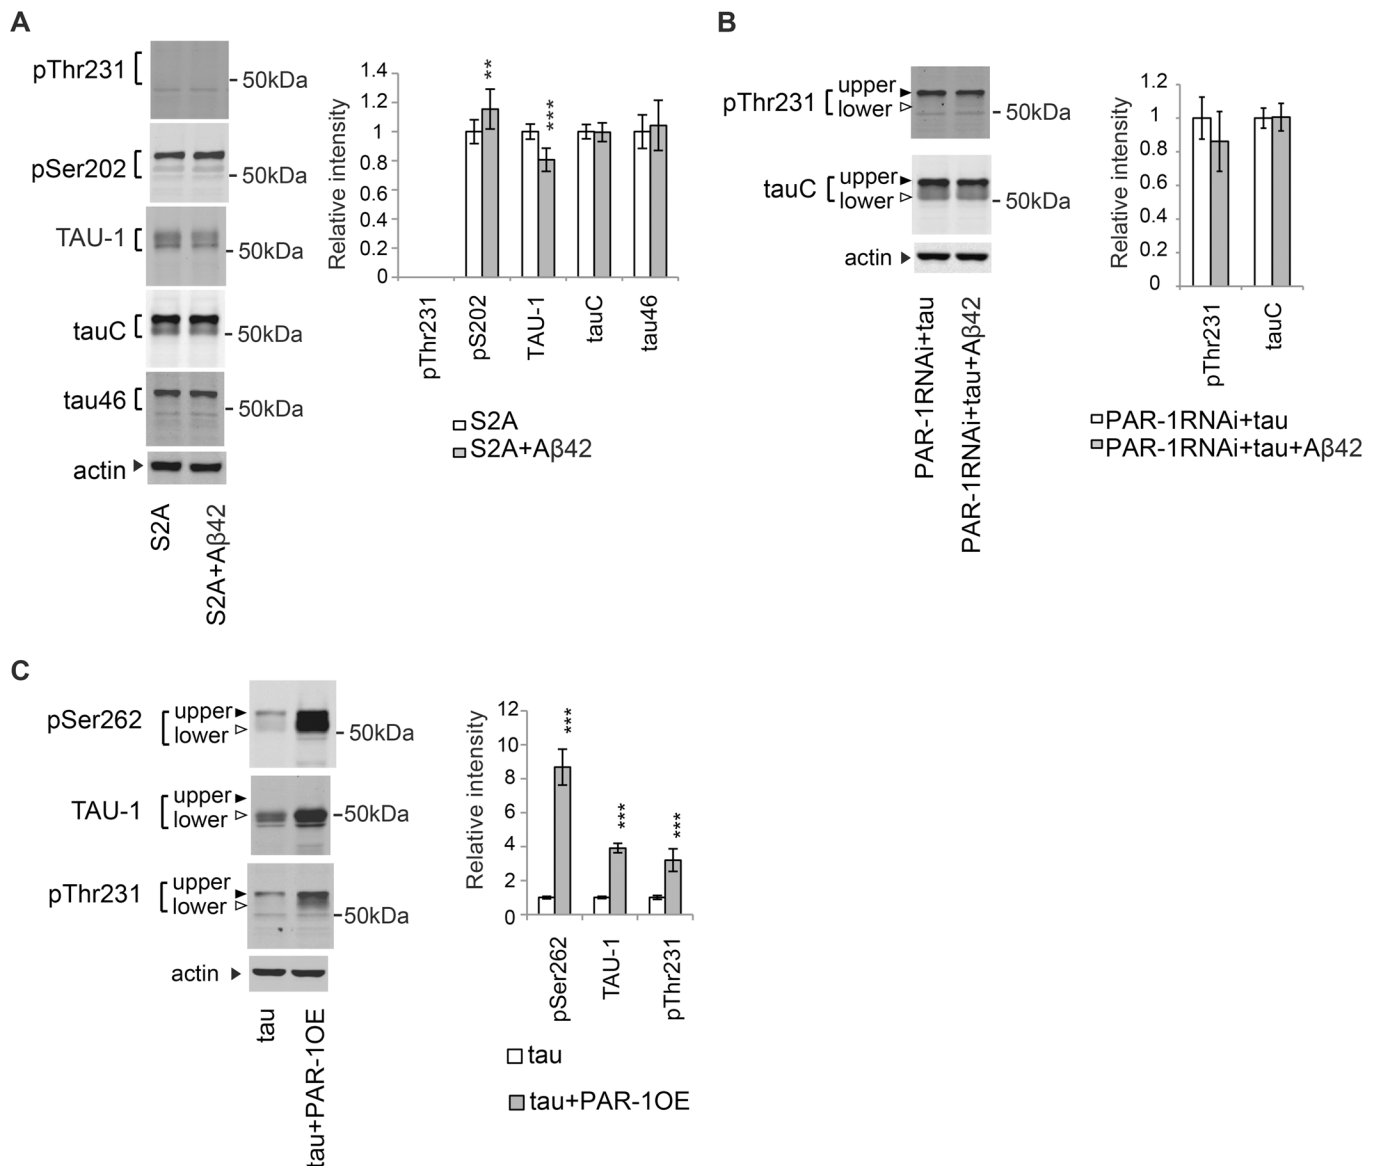 A
pThr231
50kDa
pSer202
50kDa
TAU-1
50kDa
tauC
50kDa
tau46
50kDa
actin
S2A
S2A+Aβ42
Relative intensity
1.4
1.2
1
0.8
0.6
0.4
0.2
0
**
***
pThr231
pS202
TAU-1
tauC
tau46
S2A
S2A+Aβ42
B
pThr231
upper
lower
50kDa
tauC
upper
lower
50kDa
actin
PAR-1RNAi+tau
PAR-1RNAi+tau+Aβ42
Relative intensity
1.2
1
0.8
0.6
0.4
0.2
0
pThr231
tauC
PAR-1RNAi+tau
PAR-1RNAi+tau+Aβ42
C
pSer262
upper
lower
50kDa
TAU-1
upper
lower
50kDa
pThr231
upper
lower
50kDa
actin
tau
tau+PAR-1OE
Relative intensity
12
10
8
6
4
2
0
***
***
***
pSer262
TAU-1
pThr231
tau
tau+PAR-1OE